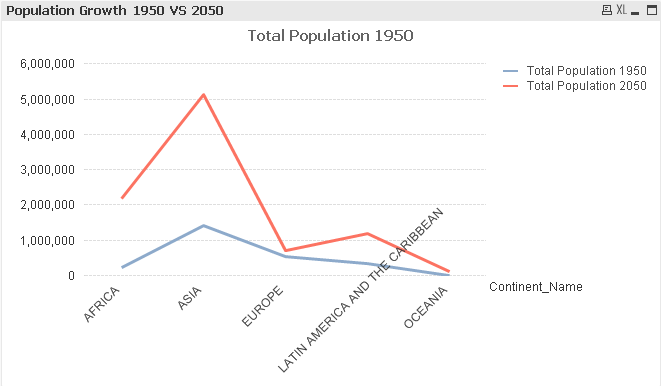 Population Growth 1950 VS 2050
XL
Total Population 1950
6,000,000
5,000,000
4,000,000
3,000,000
2,000,000
1,000,000
0
Total Population 1950
Total Population 2050
AFRICA
ASIA
EUROPE
LATIN AMERICA AND THE CARIBBEAN
OCEANIA
Continent_Name